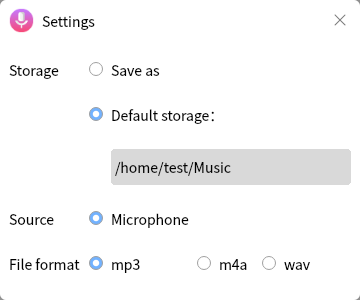 Settings
Storage Save as
Default storage：
/home/test/Music
Source Microphone
File format mp3 m4a wav